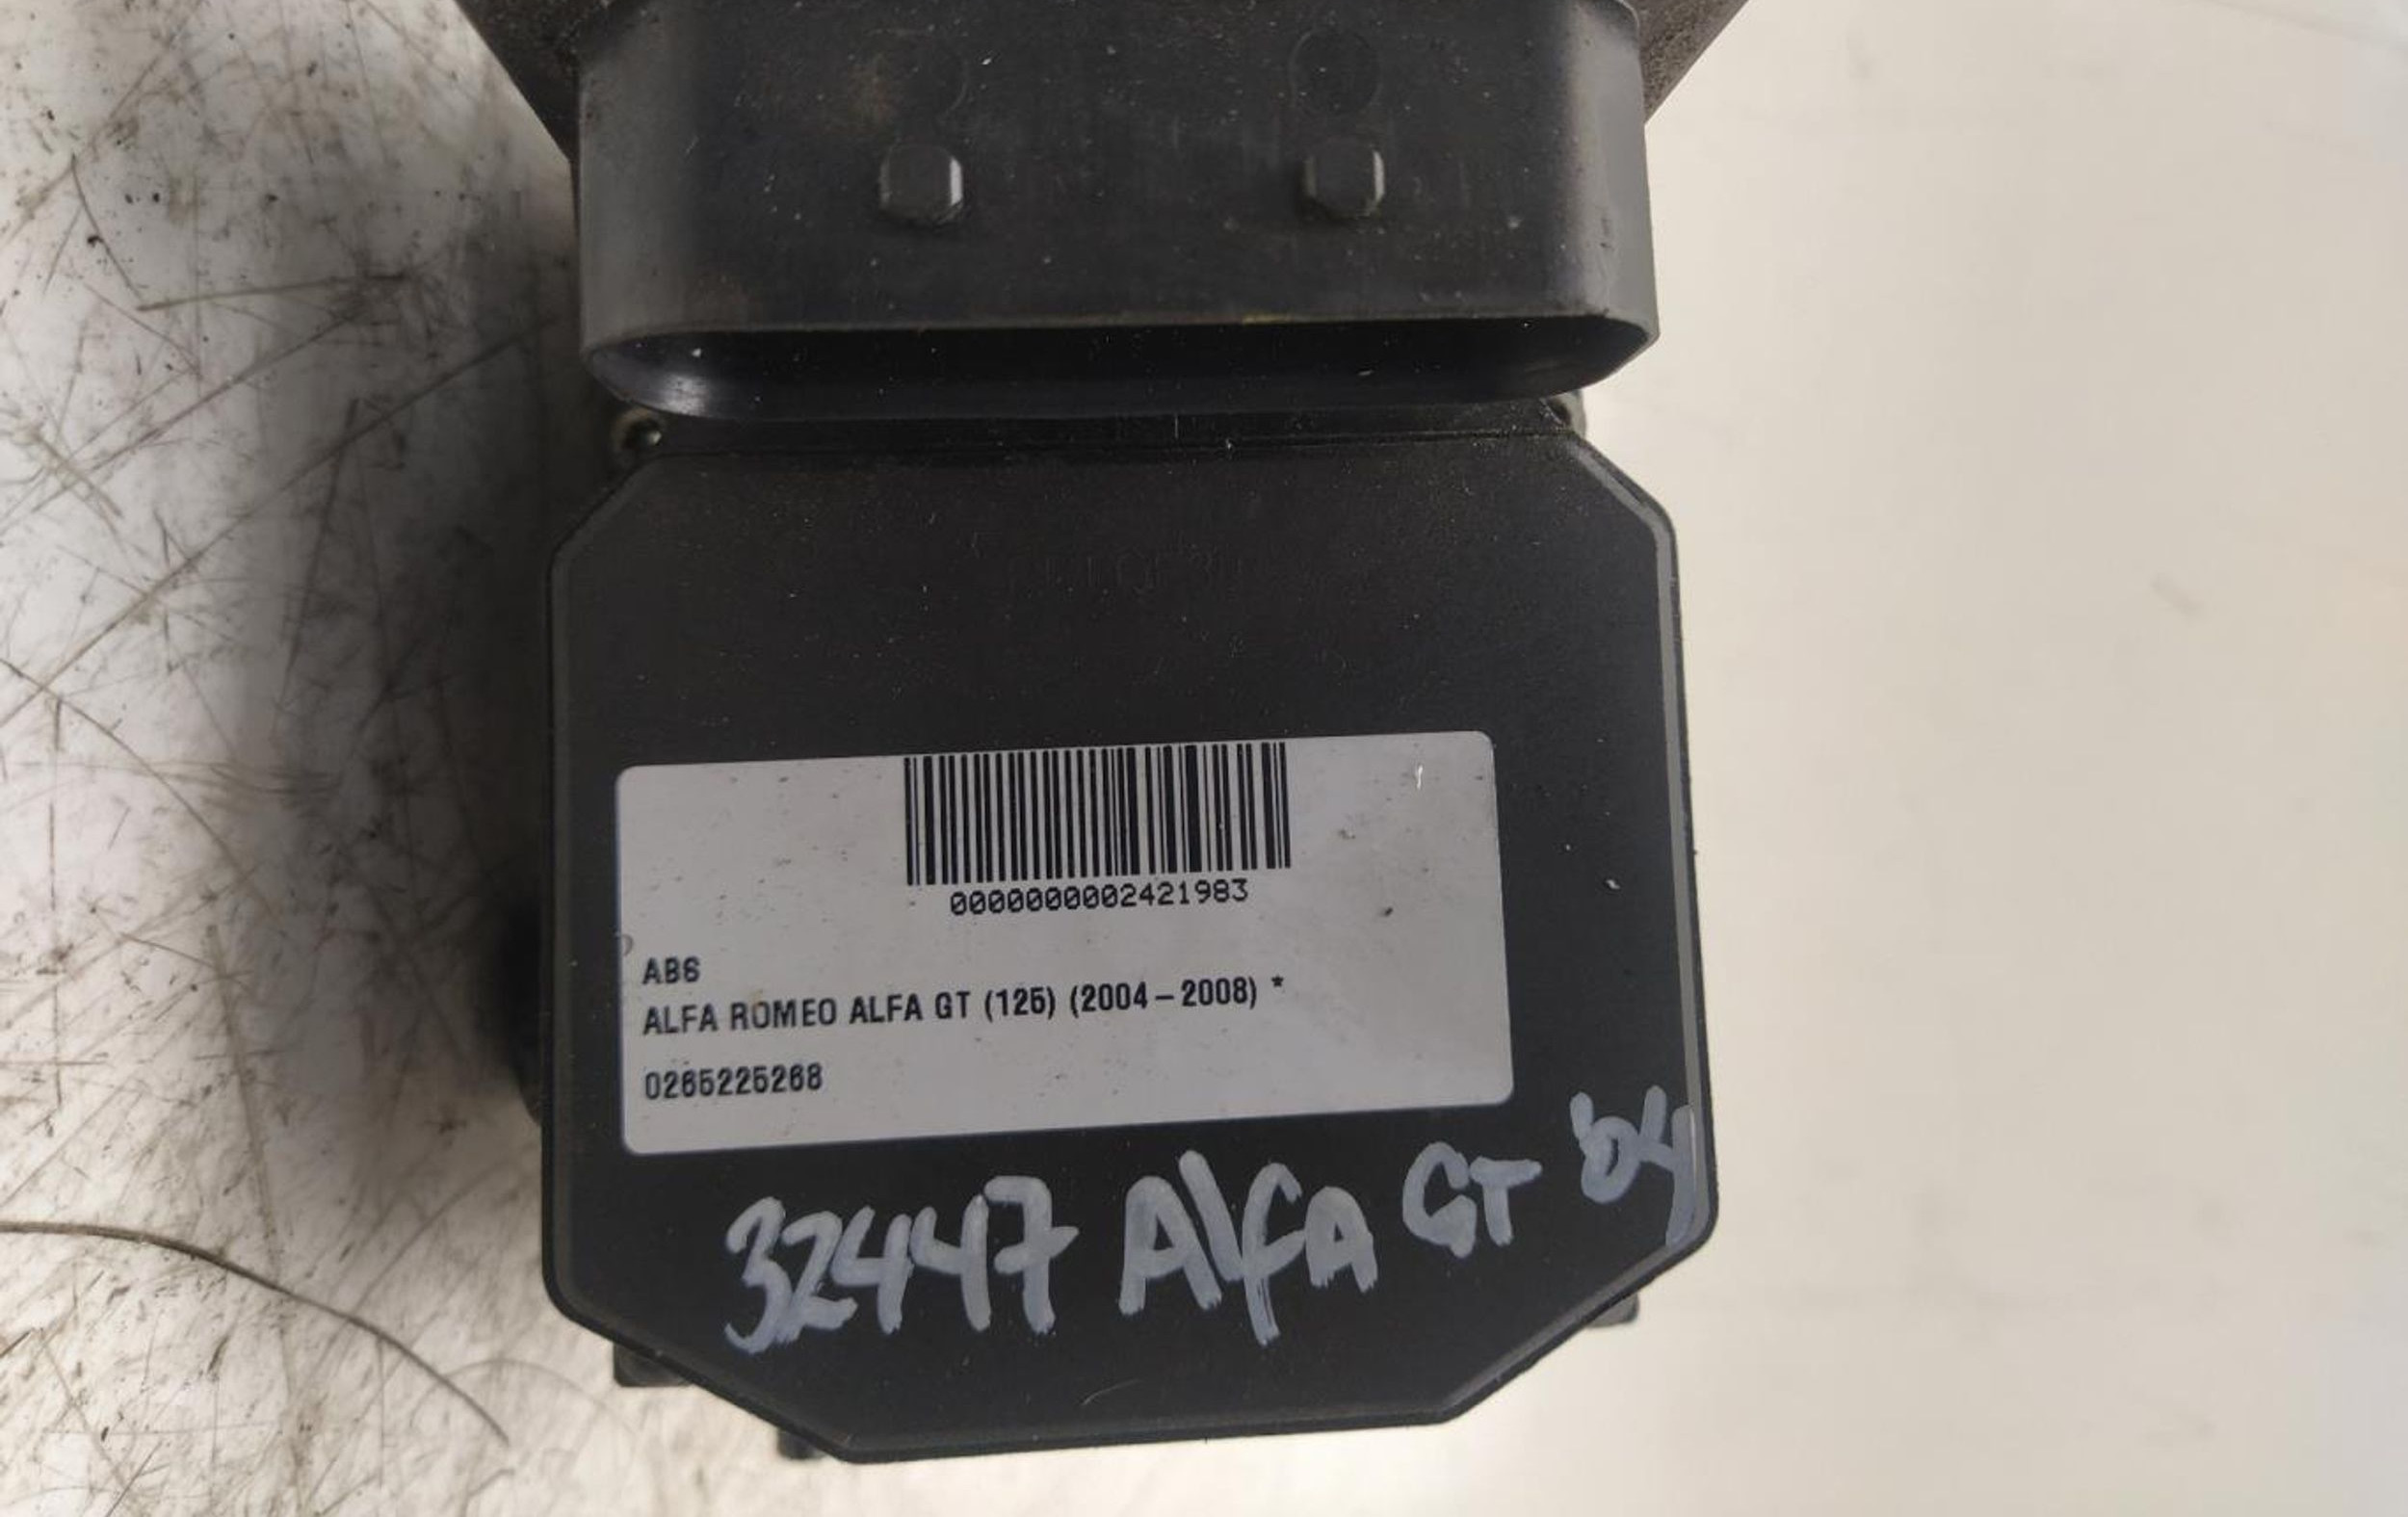 0000000002421983
ABS
ALFA ROMEO ALFA GT (125) (2004-2008) *
0265225268
32447 Alfa GT '04